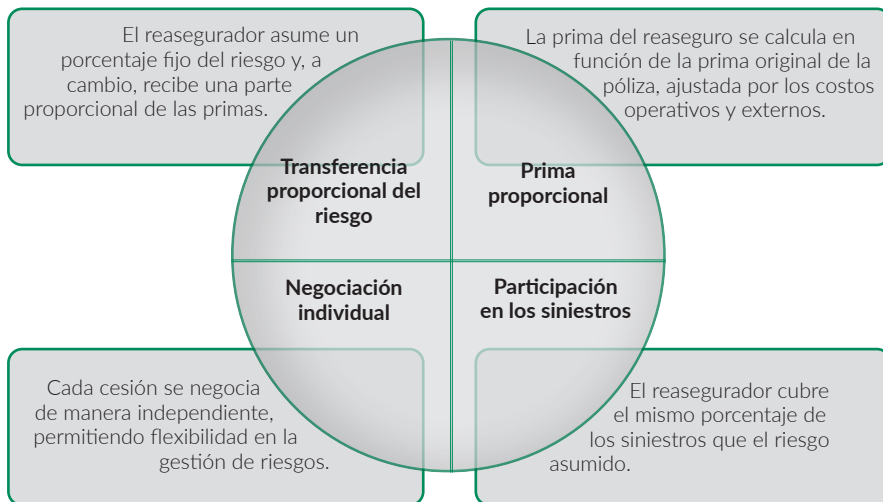 El reasegurador asume un
porcentaje fijo del riesgo y, a
cambio, recibe una parte
proporcional de las primas.
La prima del reaseguro se calcula en
función de la prima original de la
póliza, ajustada por los costos
operativos y externos.
Transferencia
proporcional del
riesgo
Prima
proporcional
Negociación
individual
Participación
en los siniestros
Cada cesión se negocia
de manera independiente,
permitiendo flexibilidad en la
gestión de riesgos.
El reasegurador cubre
el mismo porcentaje de
los siniestros que el riesgo
asumido.